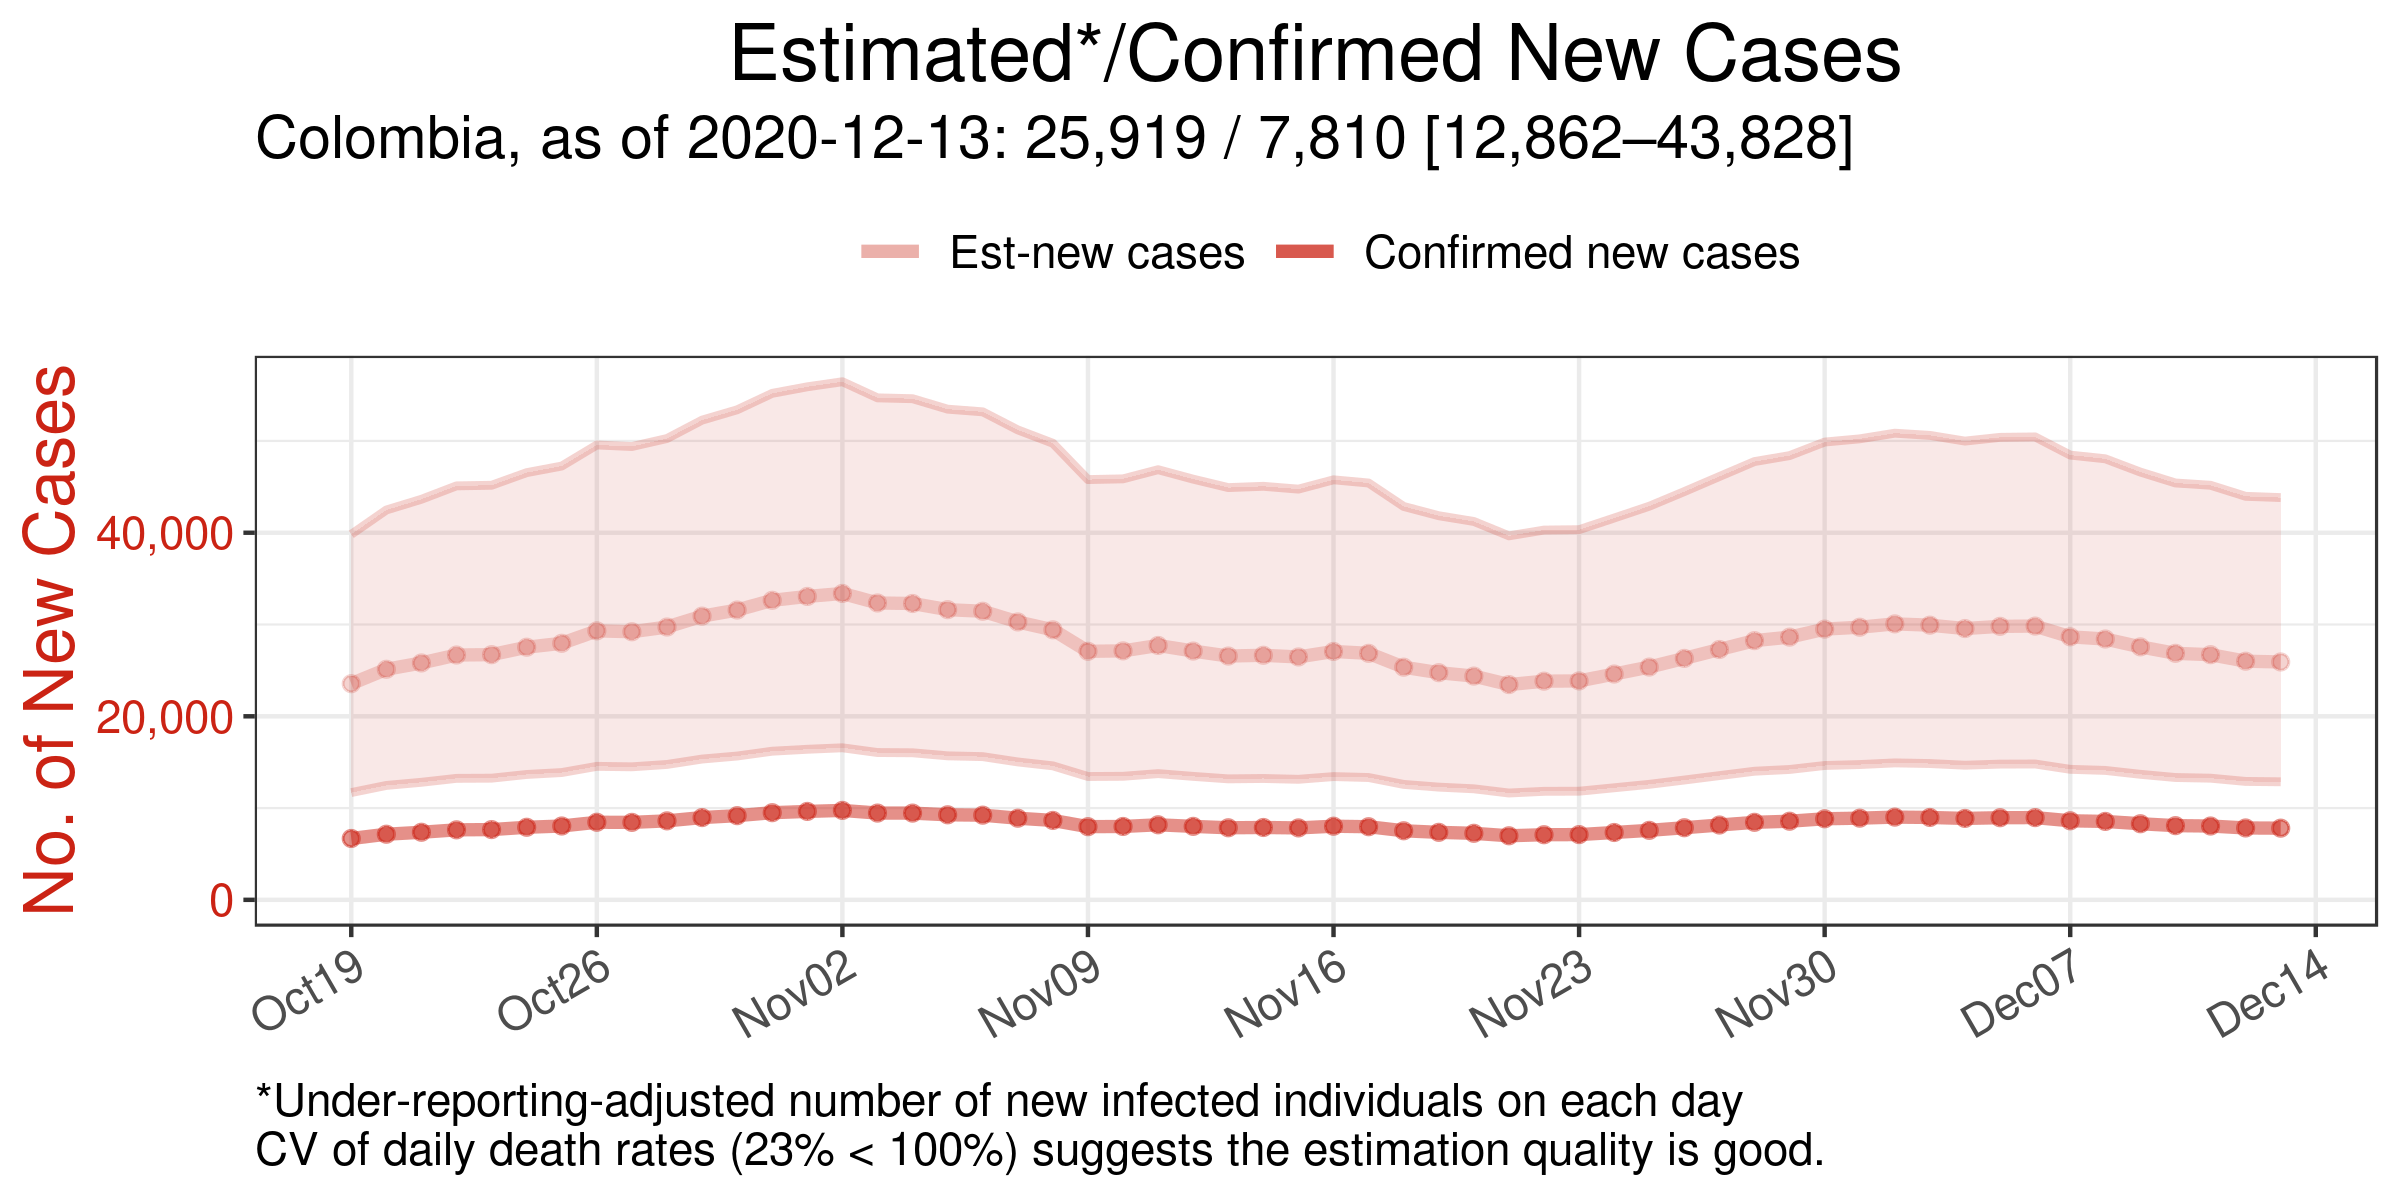 Estimated*/Confirmed New Cases
Colombia, as of 2020-12-13: 25,919 / 7,810 [12,862–43,828]
Est-new cases Confirmed new cases
No. of New Cases
40,000
20,000
0
Oct19 Oct26 Nov02 Nov09 Nov16 Nov23 Nov30 Dec07 Dec14
*Under-reporting-adjusted number of new infected individuals on each day
CV of daily death rates (23% < 100%) suggests the estimation quality is good.